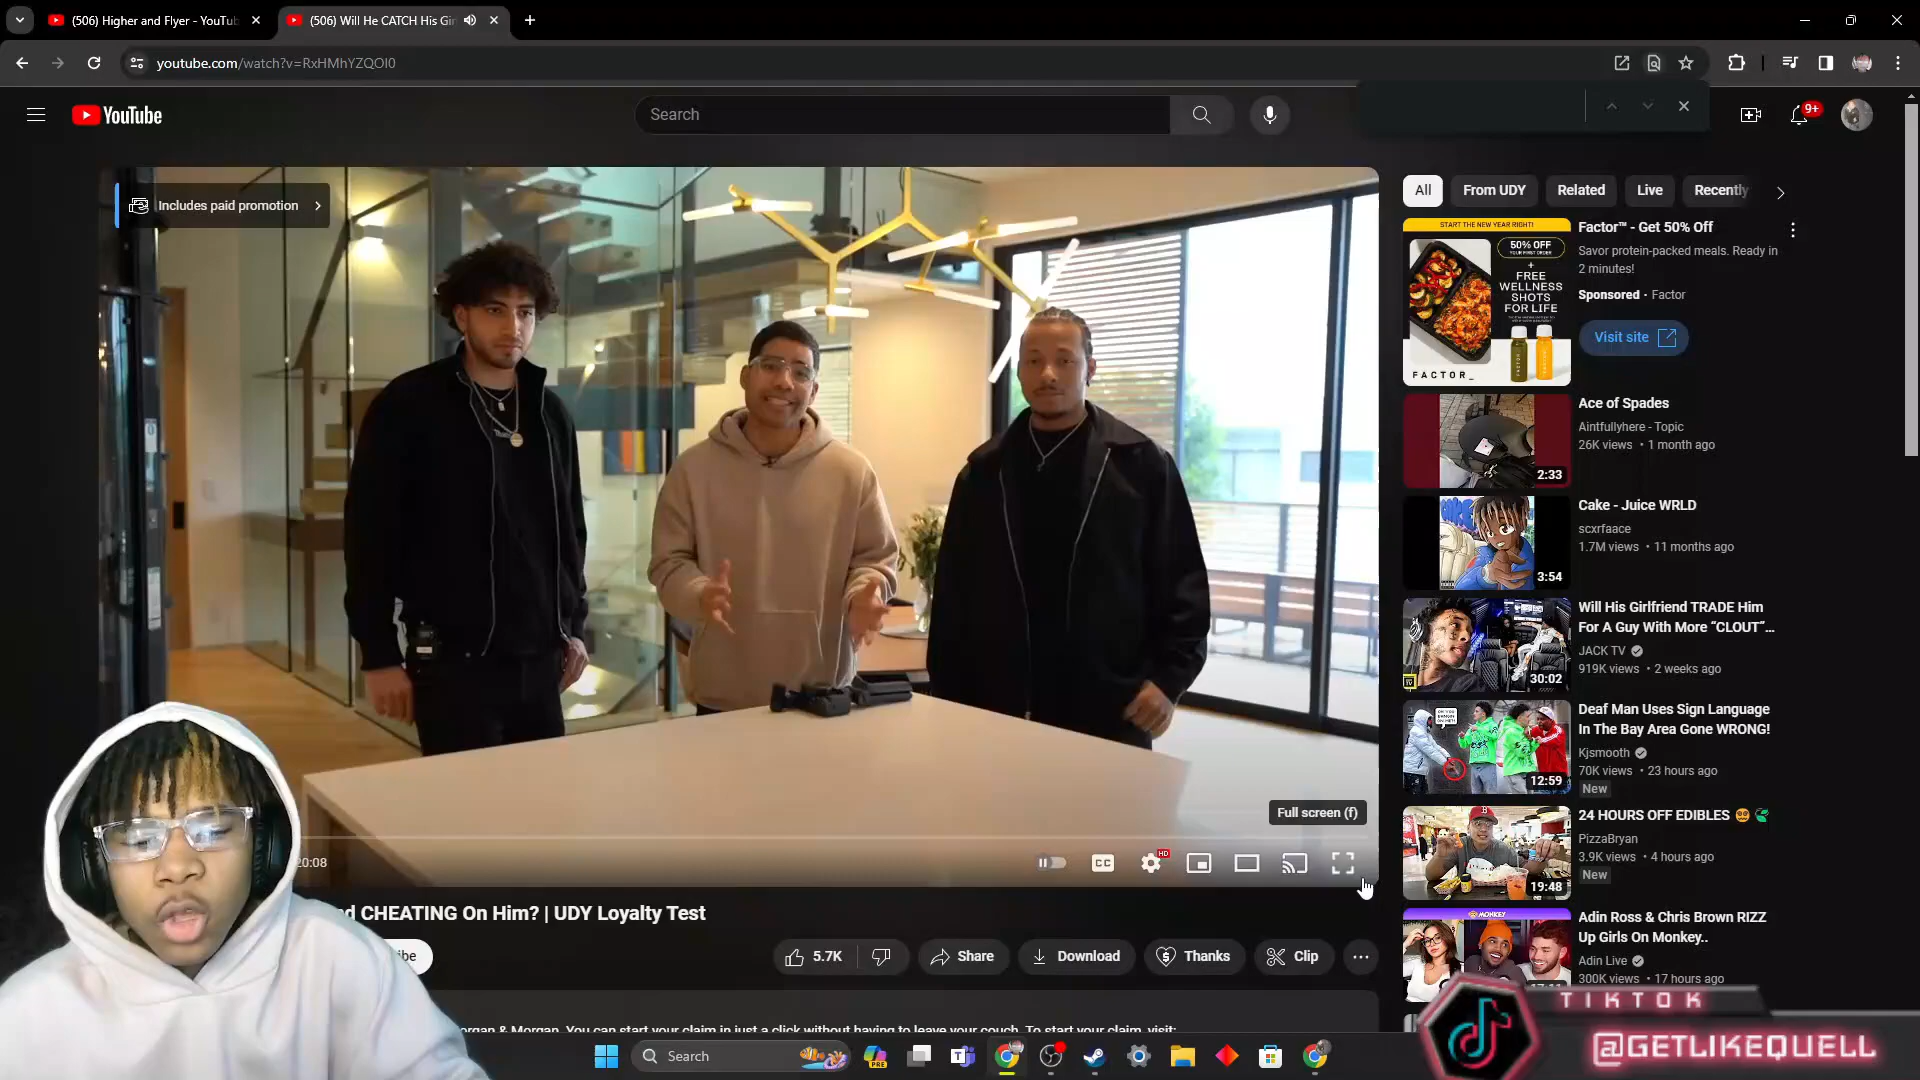 (506) Higher and Flyer - YouTub
(506) Will He CATCH His Gir
youtube.com/watch?v=RxHMhYZQOI0
YouTube
Search
9+
Includes paid promotion
All
From UDY
Related
Live
Recently
START THE NEW YEAR RIGHT!
50% OFF
YOUR FIRST ORDER
+
FREE
WELLNESS
SHOTS
FOR LIFE
FACTOR_
Factor™ - Get 50% Off
Savor protein-packed meals. Ready in
2 minutes!
Sponsored · Factor
Visit site
2:33
Ace of Spades
Aintfullyhere - Topic
26K views • 1 month ago
3:54
Cake - Juice WRLD
scxrfaace
1.7M views • 11 months ago
30:02
Will His Girlfriend TRADE Him
For A Guy With More “CLOUT”...
JACK TV
919K views • 2 weeks ago
12:59
Deaf Man Uses Sign Language
In The Bay Area Gone WRONG!
Kjsmooth
70K views • 23 hours ago
New
19:48
24 HOURS OFF EDIBLES
PizzaBryan
3.9K views • 4 hours ago
New
MONKEY
Adin Ross & Chris Brown RIZZ
Up Girls On Monkey..
Adin Live
300K views • 17 hours ago
Full screen (f)
20:08
CC
HD
d CHEATING On Him? | UDY Loyalty Test
ibe
5.7K
Share
Download
Thanks
Clip
organ & Morgan. You can start your claim in just a click without having to leave your couch. To start your claim, visit:
Search
PRE
TIKTOK
@GETLIKEQUELL